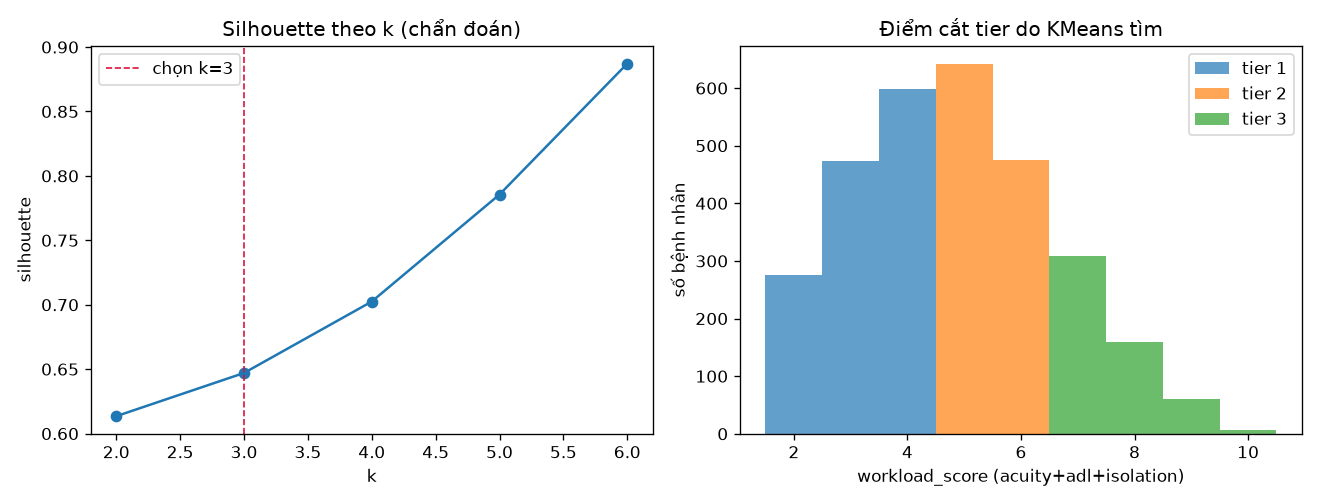 Silhouette theo k (chẩn đoán)
chọn k=3
silhouette
0.90
0.85
0.80
0.75
0.70
0.65
0.60
2.0 2.5 3.0 3.5 4.0 4.5 5.0 5.5 6.0
k
Điểm cắt tier do KMeans tìm
tier 1
tier 2
tier 3
số bệnh nhân
600
500
400
300
200
100
0
2 4 6 8 10
workload_score (acuity+adl+isolation)